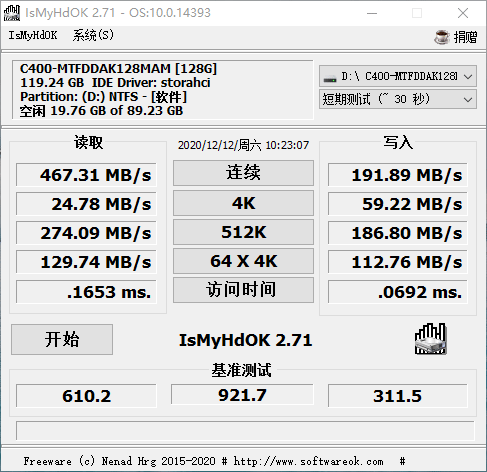 IsMyHdOK 2.71 - OS:10.0.14393
IsMyHdOK 系统(S) 捐赠
C400-MTFDDAK128MAM [128G]
119.24 GB IDE Driver: storahci
Partition: (D:) NTFS - [软件]
空闲 19.76 GB of 89.23 GB
D:\ C400-MTFDDAK128M
短期测试 (~ 30 秒)
读取 2020/12/12/周六 10:23:07 写入
467.31 MB/s 连续 191.89 MB/s
24.78 MB/s 4K 59.22 MB/s
274.09 MB/s 512K 186.80 MB/s
129.74 MB/s 64 X 4K 112.76 MB/s
.1653 ms. 访问时间 .0692 ms.
开始 IsMyHdOK 2.71
基准测试
610.2 921.7 311.5
Freeware (c) Nenad Hrg 2015-2020 # http://www.softwareok.com #